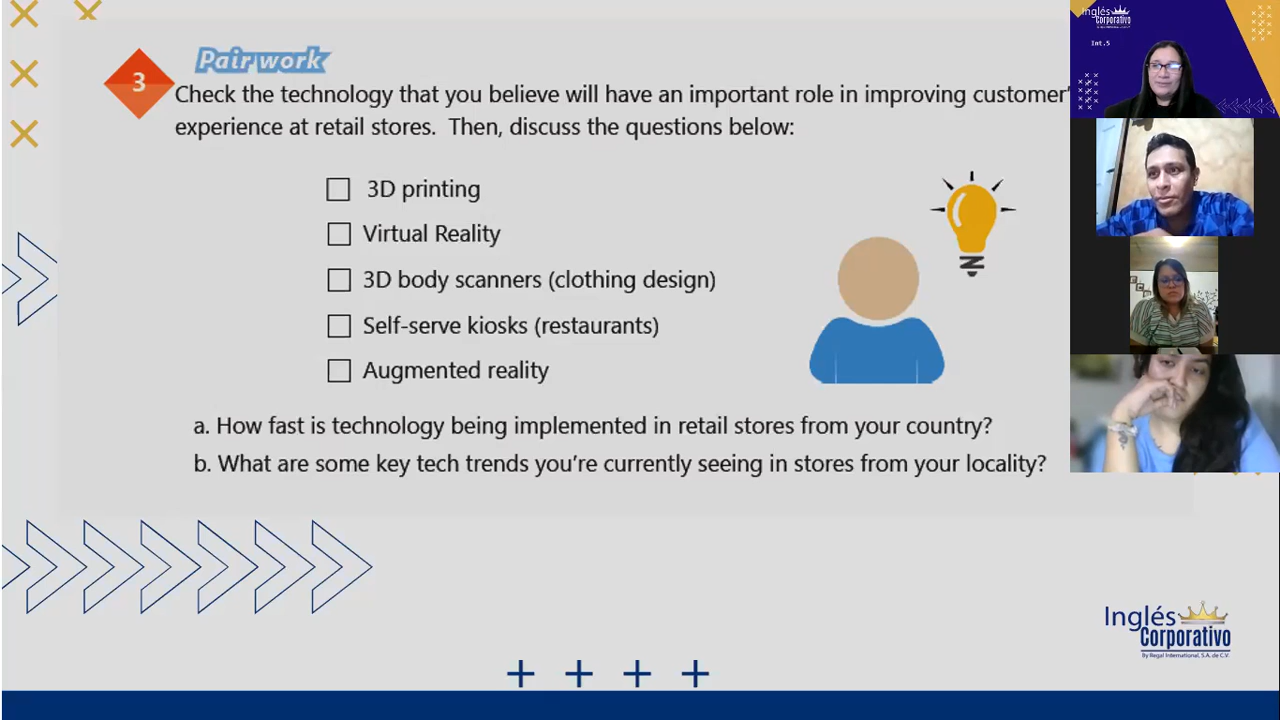 3
Pair work
Check the technology that you believe will have an important role in improving customer'
experience at retail stores. Then, discuss the questions below:
3D printing
Virtual Reality
3D body scanners (clothing design)
Self-serve kiosks (restaurants)
Augmented reality
a. How fast is technology being implemented in retail stores from your country?
b. What are some key tech trends you're currently seeing in stores from your locality?
Inglés
Corporativo
Int.5
Inglés
Corporativo
By Regal International, S.A. de C.V.